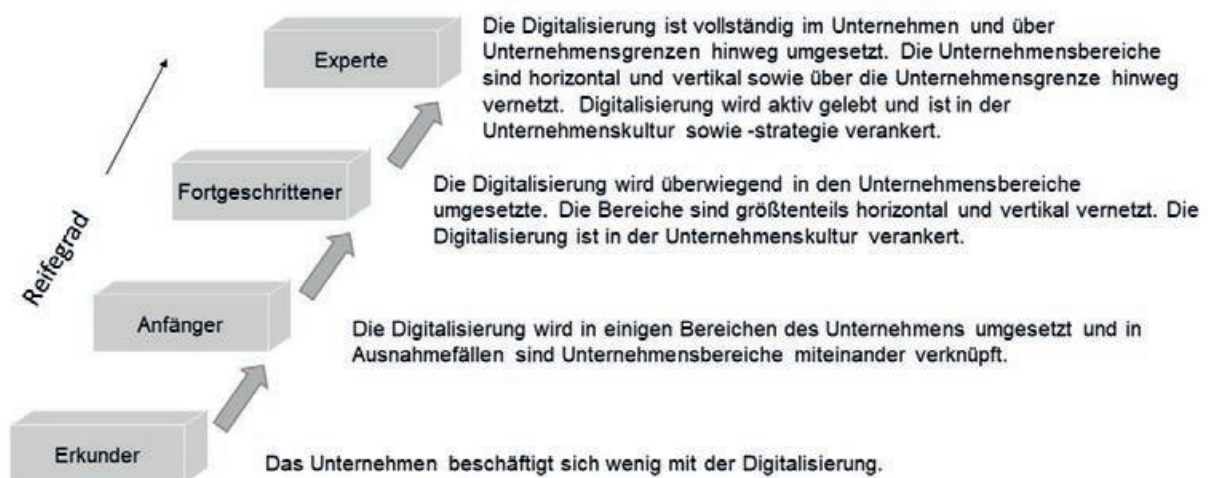 Experte
Die Digitalisierung ist vollständig im Unternehmen und über
Unternehmensgrenzen hinweg umgesetzt. Die Unternehmensbereiche
sind horizontal und vertikal sowie über die Unternehmensgrenze hinweg
vernetzt. Digitalisierung wird aktiv gelebt und ist in der
Unternehmenskultur sowie -strategie verankert.
Fortgeschrittener
Die Digitalisierung wird überwiegend in den Unternehmensbereiche
umgesetzte. Die Bereiche sind größtenteils horizontal und vertikal vernetzt. Die
Digitalisierung ist in der Unternehmenskultur verankert.
Reifegrad
Anfänger
Die Digitalisierung wird in einigen Bereichen des Unternehmens umgesetzt und in
Ausnahmefällen sind Unternehmensbereiche miteinander verknüpft.
Erkunder
Das Unternehmen beschäftigt sich wenig mit der Digitalisierung.